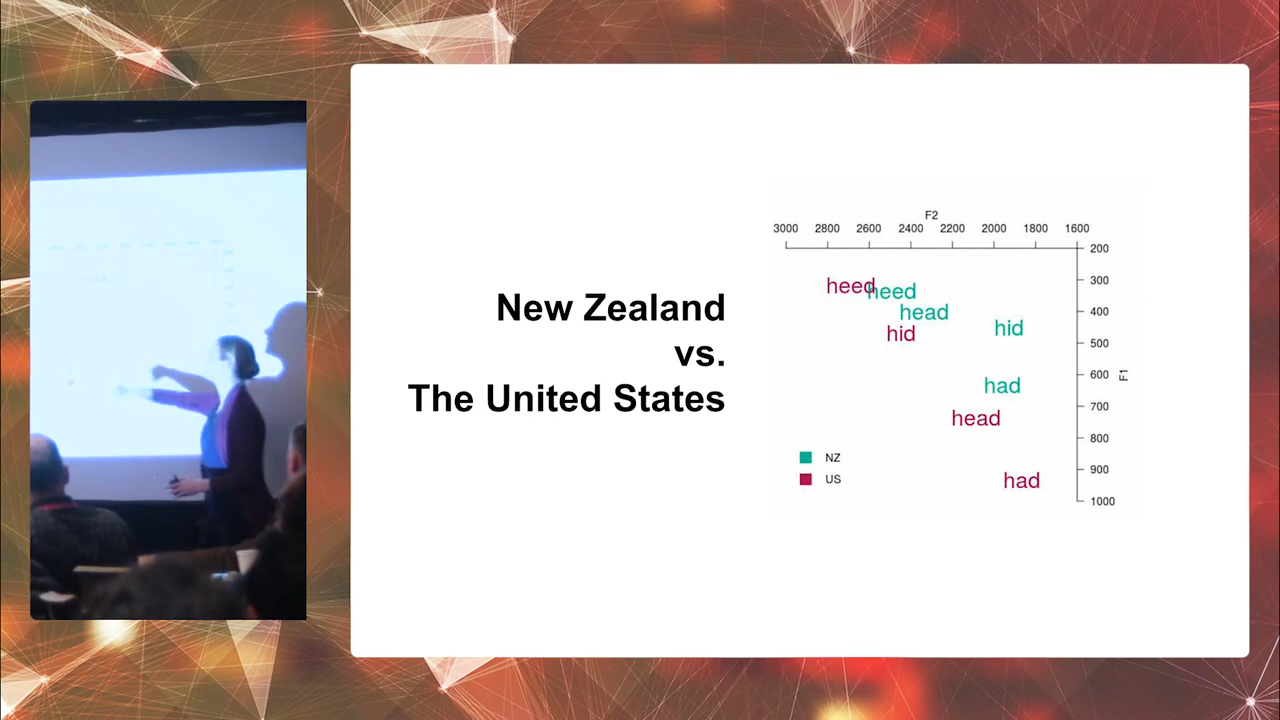 New Zealand
vs.
The United States
F2
3000 2800 2600 2400 2200 2000 1800 1600
200
300
400
500
600
700
800
900
1000
F1
heed
heed
head
hid
hid
had
head
had
NZ
US